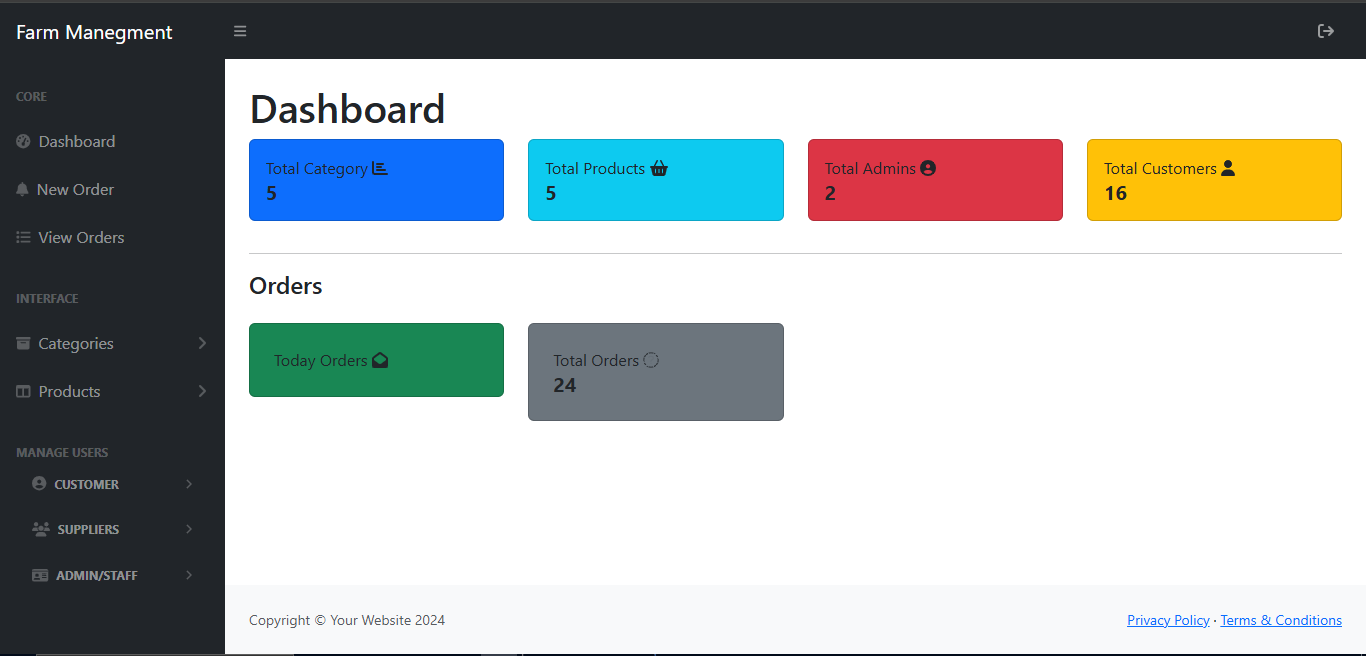 Farm Manegment
CORE
Dashboard
New Order
View Orders
INTERFACE
Categories
Products
MANAGE USERS
CUSTOMER
SUPPLIERS
ADMIN/STAFF
Dashboard
Total Category
5
Total Products
5
Total Admins
2
Total Customers
16
Orders
Today Orders
Total Orders
24
Copyright © Your Website 2024
Privacy Policy · Terms & Conditions